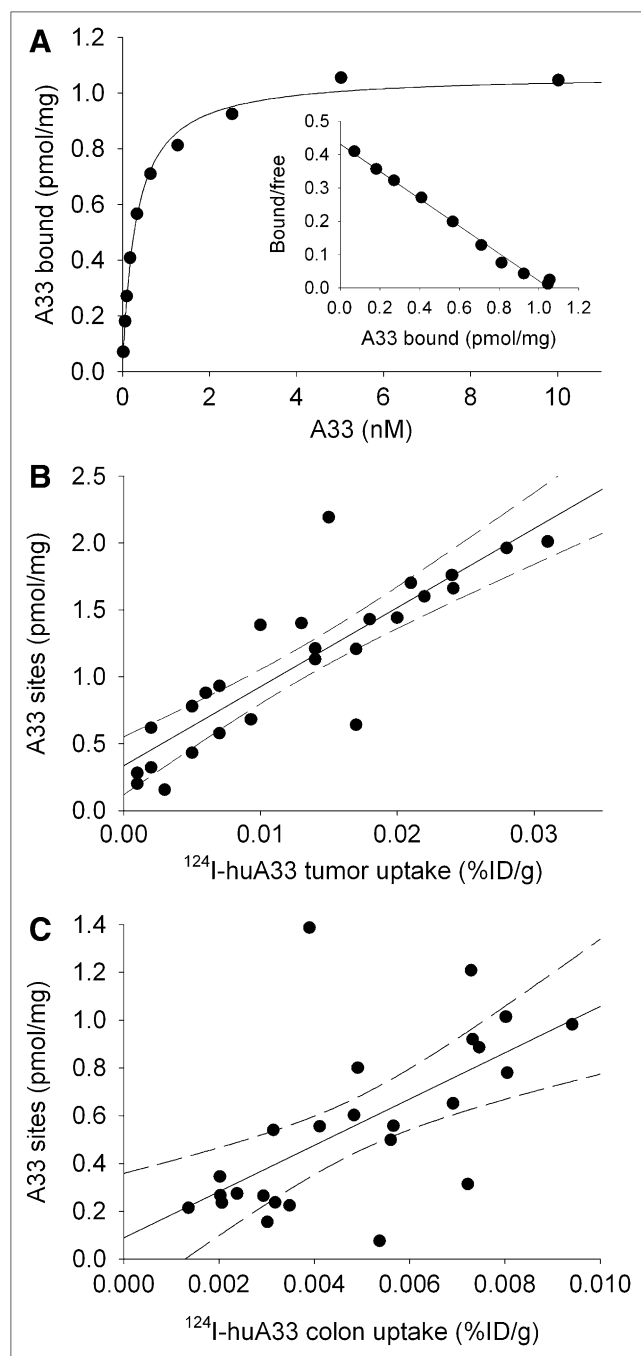 A
1.2
1.0
0.8
0.6
0.4
0.2
0.0
A33 bound (pmol/mg)
0 2 4 6 8 10
A33 (nM)
0.5
0.4
0.3
0.2
0.1
0.0
Bound/free
0.0 0.2 0.4 0.6 0.8 1.0 1.2
A33 bound (pmol/mg)
B
2.5
2.0
1.5
1.0
0.5
0.0
A33 sites (pmol/mg)
0.00 0.01 0.02 0.03
¹²⁴I-huA33 tumor uptake (%ID/g)
C
1.4
1.2
1.0
0.8
0.6
0.4
0.2
0.0
A33 sites (pmol/mg)
0.000 0.002 0.004 0.006 0.008 0.010
¹²⁴I-huA33 colon uptake (%ID/g)